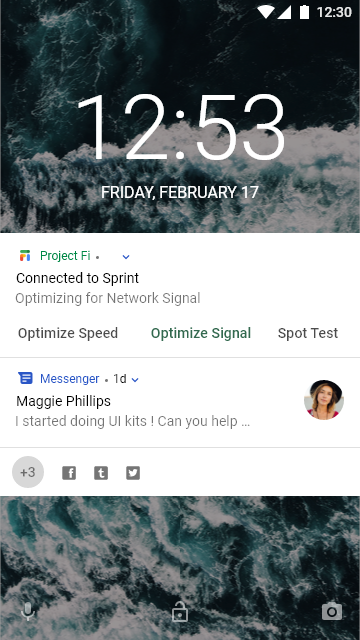 12:30
12:53
FRIDAY, FEBRUARY 17
Project Fi •
Connected to Sprint
Optimizing for Network Signal
Optimize Speed Optimize Signal Spot Test
Messenger • 1d
Maggie Phillips
I started doing UI kits ! Can you help ...
+3